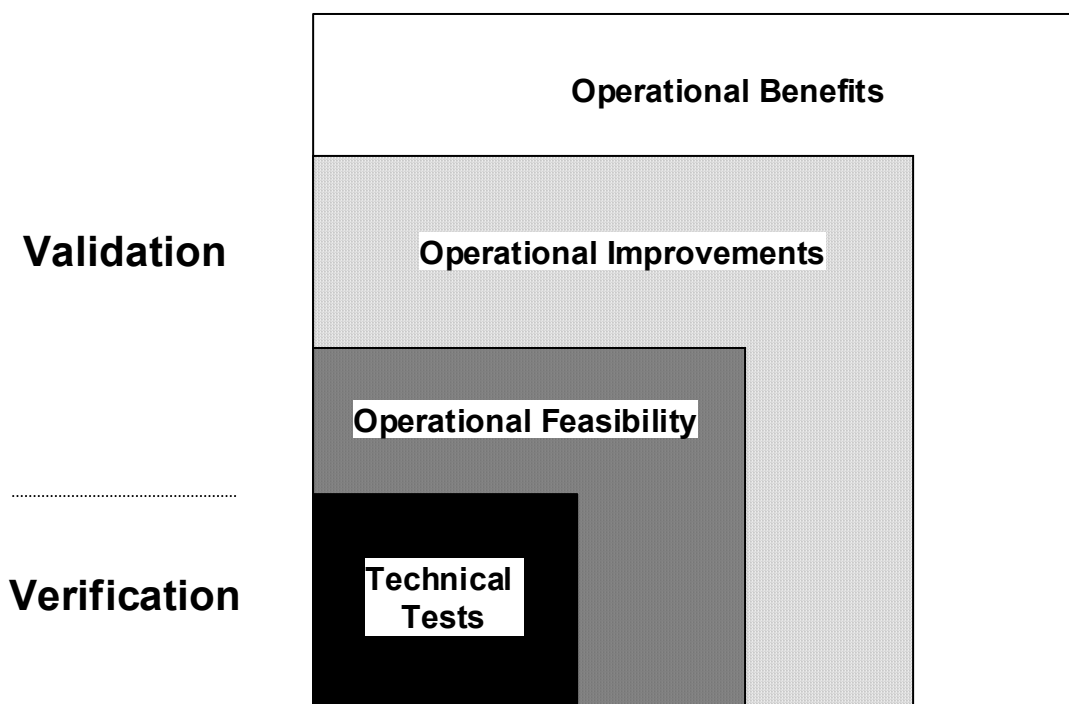 Operational Benefits
Validation
Operational Improvements
Operational Feasibility
Verification
Technical
Tests